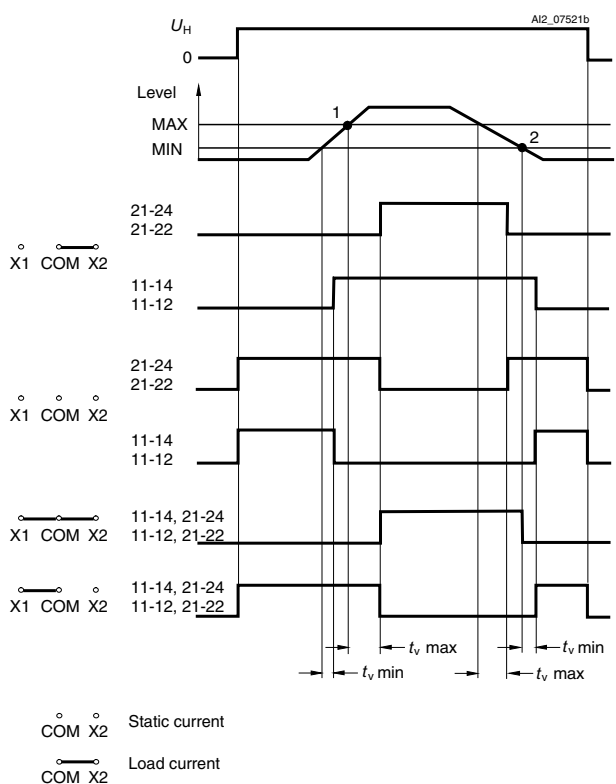 AI2_07521b
U_H
0
Level
MAX
MIN
1
2
21-24
21-22
X1 COM X2
11-14
11-12
21-24
21-22
X1 COM X2
11-14
11-12
11-14, 21-24
11-12, 21-22
X1 COM X2
11-14, 21-24
11-12, 21-22
X1 COM X2
t_v max
t_v min
t_v min
t_v max
COM X2
Static current
COM X2
Load current